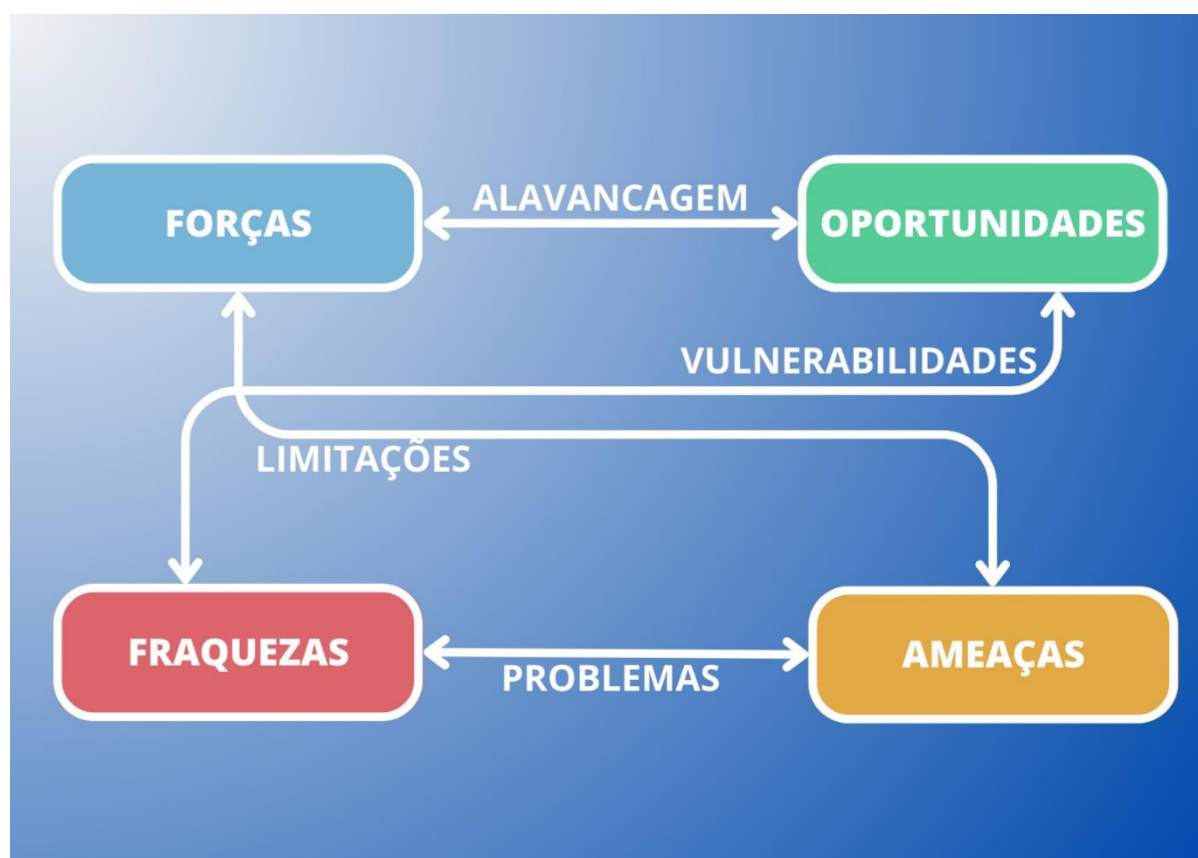 FORÇAS
ALAVANCAGEM
OPORTUNIDADES
VULNERABILIDADES
LIMITAÇÕES
FRAQUEZAS
PROBLEMAS
AMEAÇAS